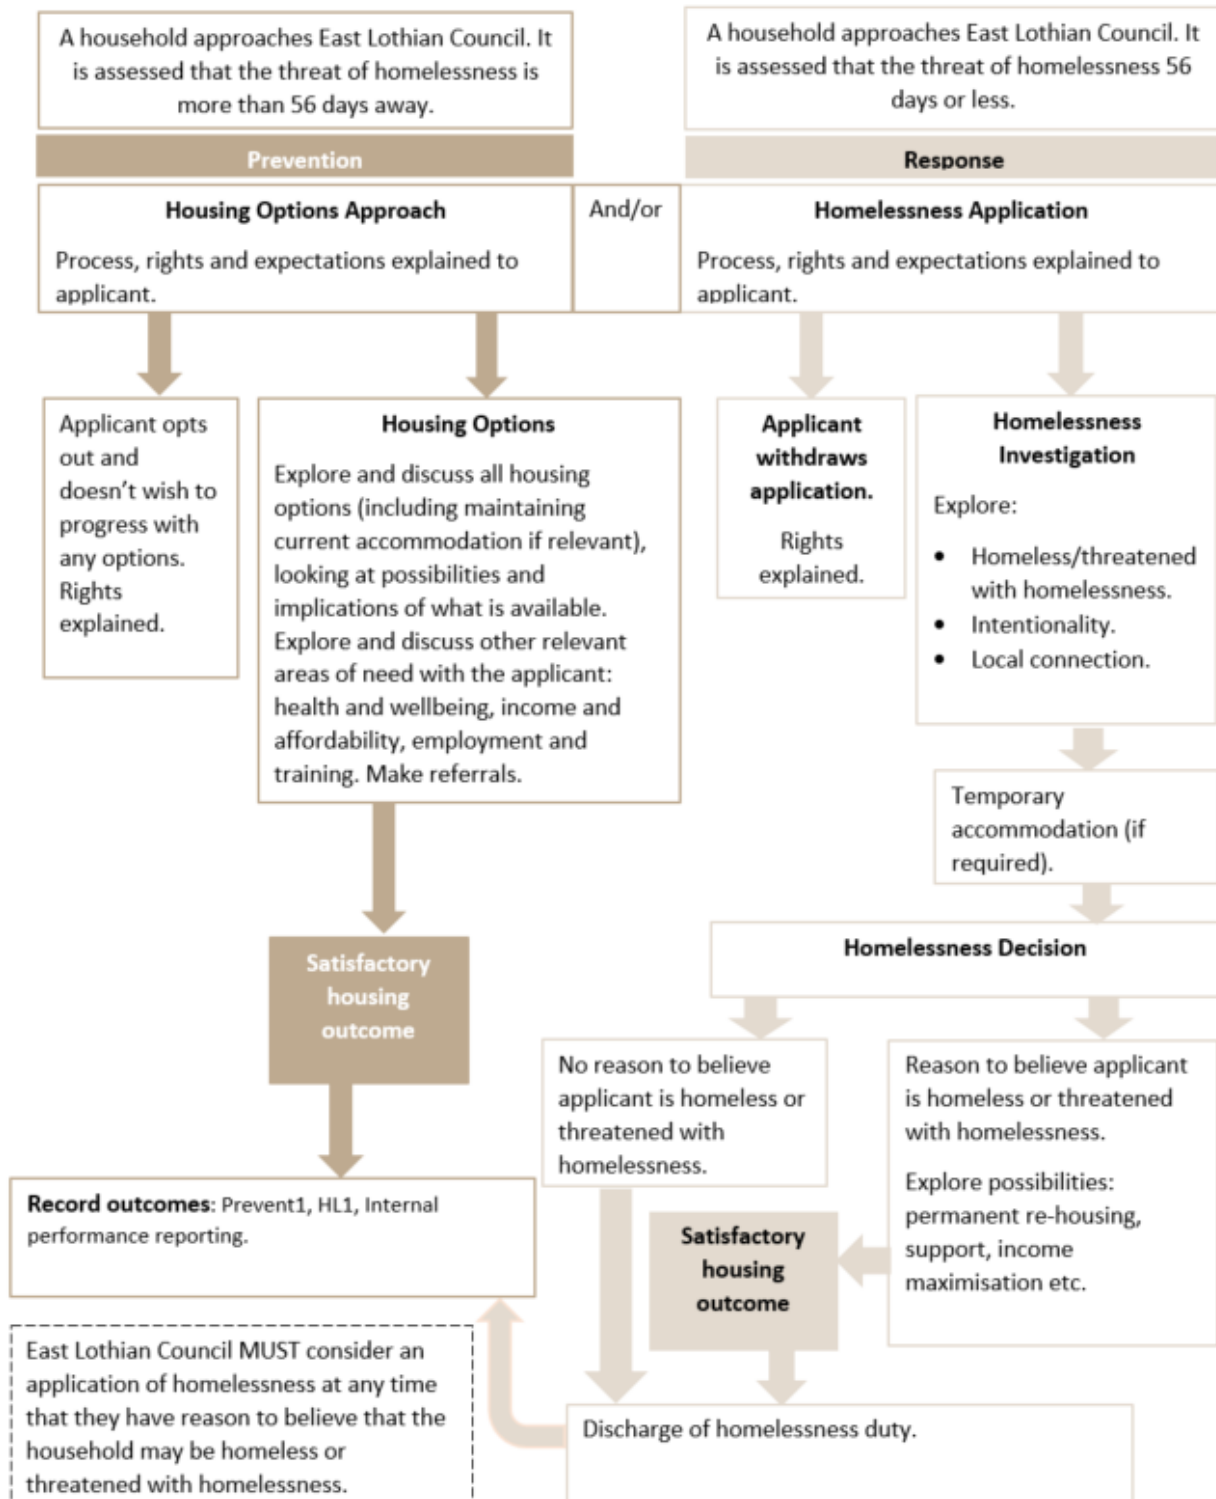 A household approaches East Lothian Council. It
is assessed that the threat of homelessness is
more than 56 days away.
A household approaches East Lothian Council. It
is assessed that the threat of homelessness 56
days or less.
Prevention
Response
Housing Options Approach
Process, rights and expectations explained to
applicant.
And/or
Homelessness Application
Process, rights and expectations explained to
applicant.
Applicant opts
out and
doesn't wish to
progress with
any options.
Rights
explained.
Housing Options
Explore and discuss all housing
options (including maintaining
current accommodation if relevant),
looking at possibilities and
implications of what is available.
Explore and discuss other relevant
areas of need with the applicant:
health and wellbeing, income and
affordability, employment and
training. Make referrals.
Applicant
withdraws
application.
Rights
explained.
Homelessness
Investigation
Explore:
• Homeless/threatened
with homelessness.
• Intentionality.
• Local connection.
Temporary
accommodation (if
required).
Homelessness Decision
Satisfactory
housing
outcome
No reason to believe
applicant is homeless or
threatened with
homelessness.
Reason to believe applicant
is homeless or threatened
with homelessness.
Explore possibilities:
permanent re-housing,
support, income
maximisation etc.
Record outcomes: Prevent1, HL1, Internal
performance reporting.
Satisfactory
housing
outcome
East Lothian Council MUST consider an
application of homelessness at any time
that they have reason to believe that the
household may be homeless or
threatened with homelessness.
Discharge of homelessness duty.